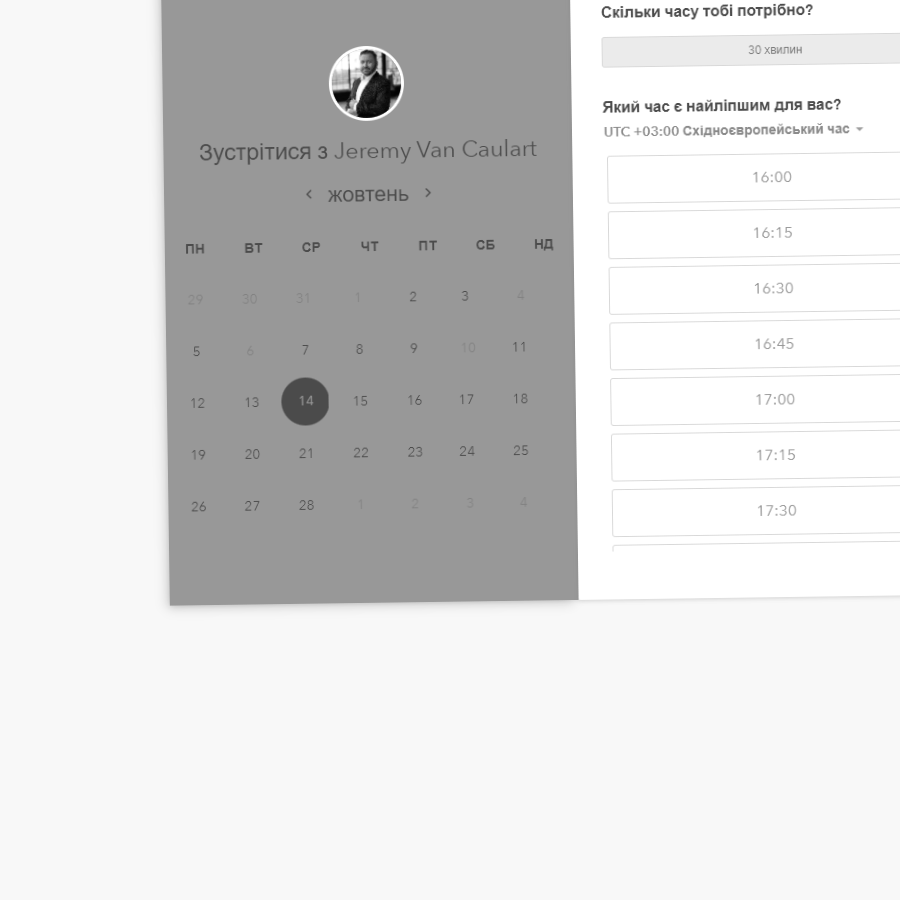 Зустрітися з Jeremy Van Caulart
жовтень
ПН ВТ СР ЧТ ПТ СБ НД
29 30 31 1 2 3 4
5 6 7 8 9 10 11
12 13 14 15 16 17 18
19 20 21 22 23 24 25
26 27 28 1 2 3 4
Скільки часу тобі потрібно?
30 хвилин
Який час є найліпшим для вас?
UTC +03:00 Східноєвропейський час
16:00
16:15
16:30
16:45
17:00
17:15
17:30